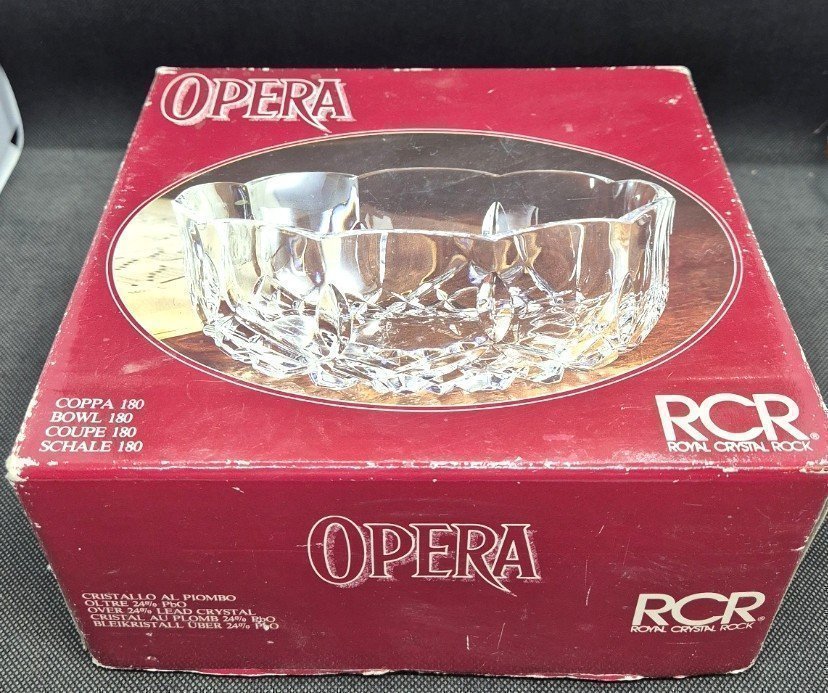 OPERA
COPPA 180
BOWL 180
COUPE 180
SCHALE 180
RCR®
ROYAL CRYSTAL ROCK
OPERA
CRISTALLO AL PIOMBO
OLTRE 24% PbO
OVER 24% LEAD CRYSTAL
CRISTAL AU PLOMB 24% PbO
BLEIKRISTALL ÜBER 24% PbO
RCR®
ROYAL CRYSTAL ROCK